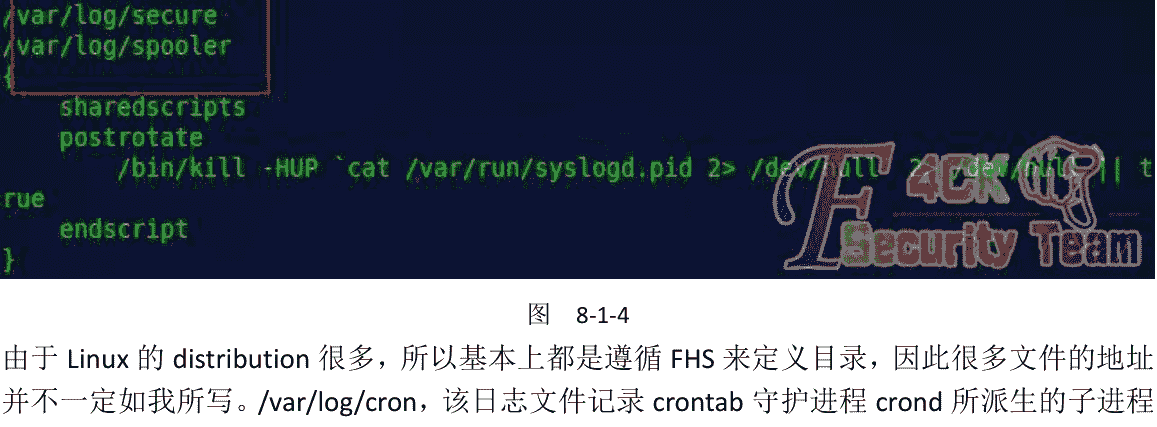 /var/log/secure
/var/log/spooler
{
sharedscripts
postrotate
/bin/kill -HUP `cat /var/run/syslogd.pid 2> /dev/null` 2> /dev/null || t
rue
endscript
}
F4CK
Security Team
图 8-1-4
由于 Linux 的 distribution 很多，所以基本上都是遵循 FHS 来定义目录，因此很多文件的地址
并不一定如我所写。/var/log/cron，该日志文件记录 crontab 守护进程 crond 所派生的子进程